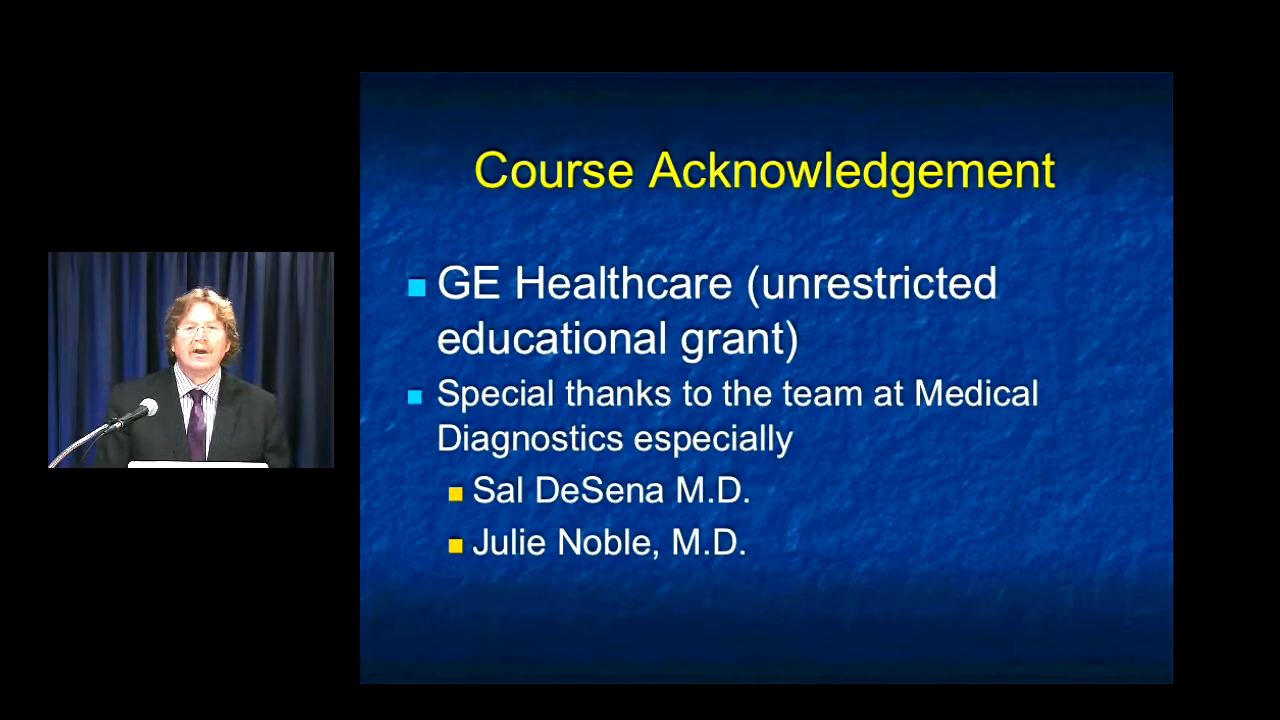 Course Acknowledgement
GE Healthcare (unrestricted
educational grant)
Special thanks to the team at Medical
Diagnostics especially
Sal DeSena M.D.
Julie Noble, M.D.